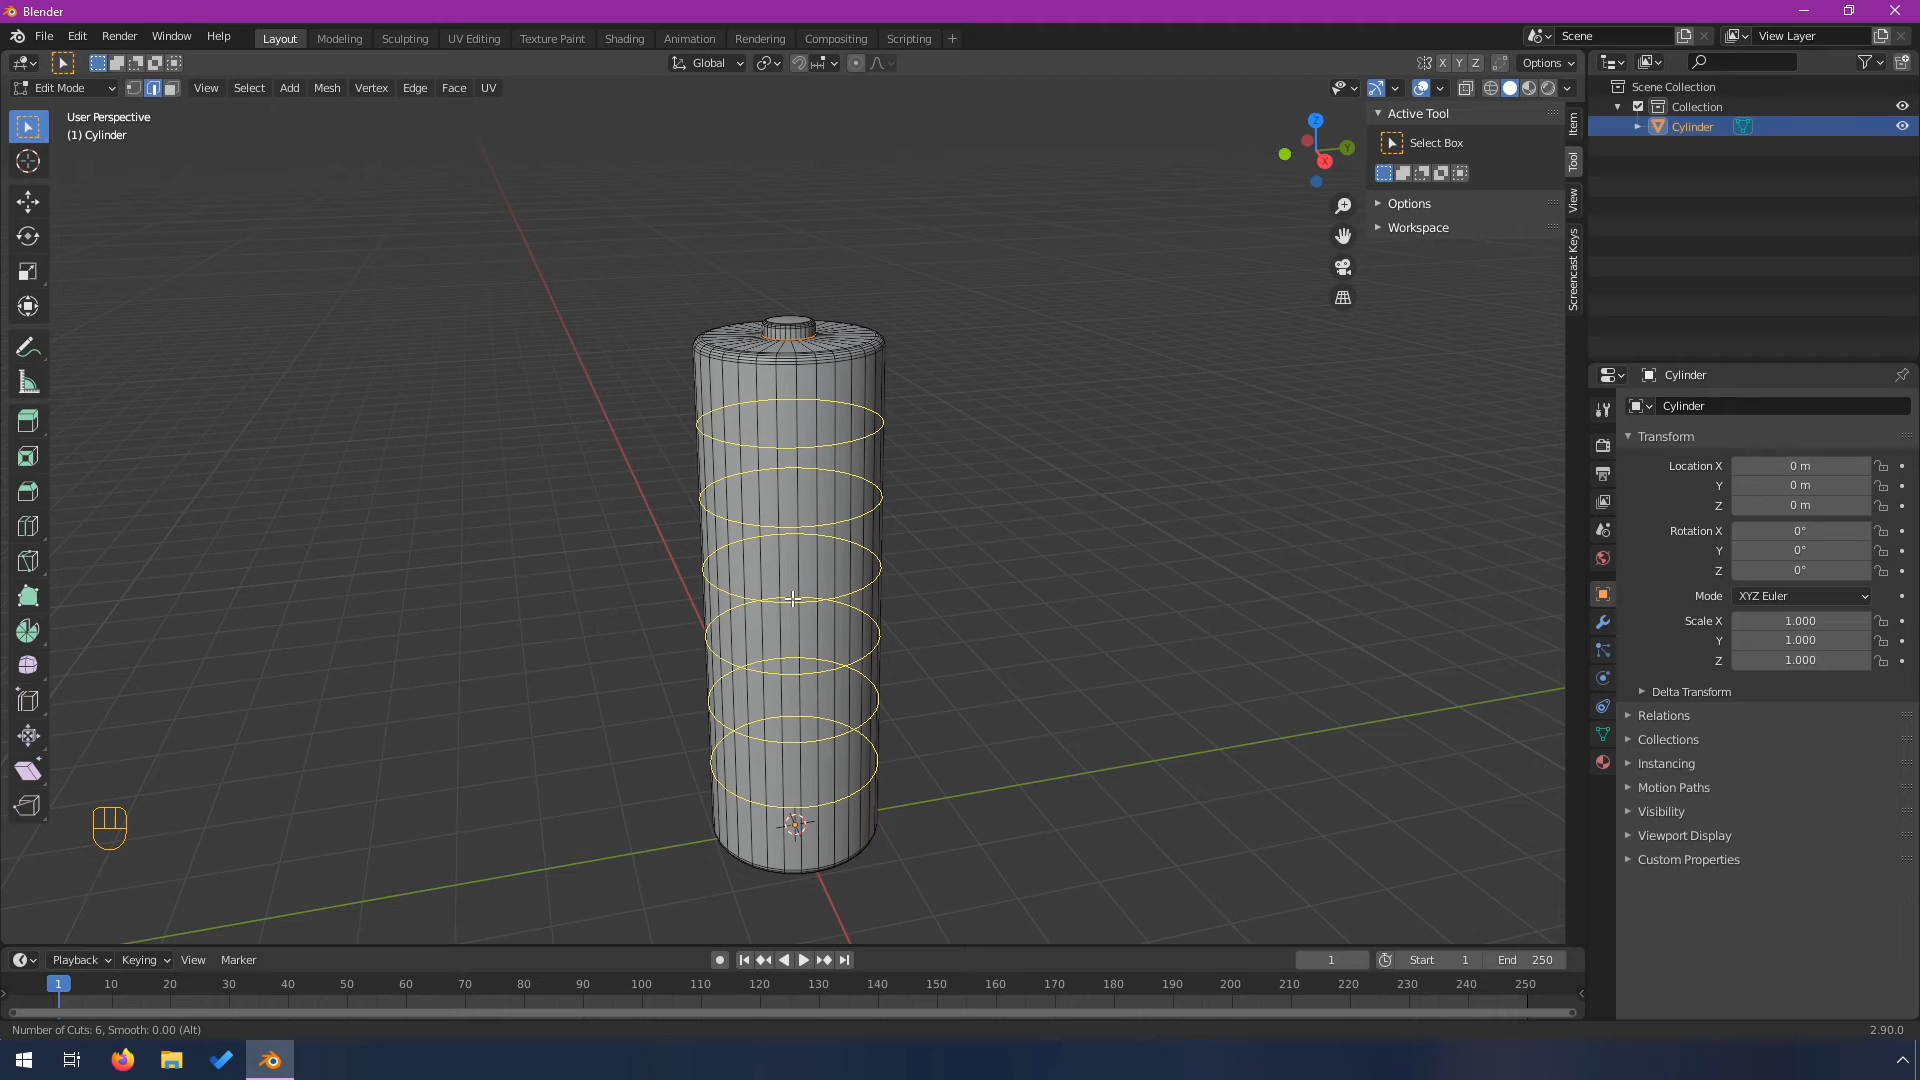 Blender
File Edit Render Window Help
Layout Modeling Sculpting UV Editing Texture Paint Shading Animation Rendering Compositing Scripting +
Scene
View Layer
Global
X Y Z
Options
Edit Mode
View Select Add Mesh Vertex Edge Face UV
User Perspective
(1) Cylinder
Z
Y
X
Active Tool
Select Box
Options
Workspace
Item
Tool
View
Screencast Keys
Scene Collection
Collection
Cylinder
Cylinder
Cylinder
Transform
Location X 0 m
Y 0 m
Z 0 m
Rotation X 0°
Y 0°
Z 0°
Mode XYZ Euler
Scale X 1.000
Y 1.000
Z 1.000
Delta Transform
Relations
Collections
Instancing
Motion Paths
Visibility
Viewport Display
Custom Properties
Playback Keying View Marker
1
Start 1
End 250
1 10 20 30 40 50 60 70 80 90 100 110 120 130 140 150 160 170 180 190 200 210 220 230 240 250
Number of Cuts: 6, Smooth: 0.00 (Alt)
2.90.0